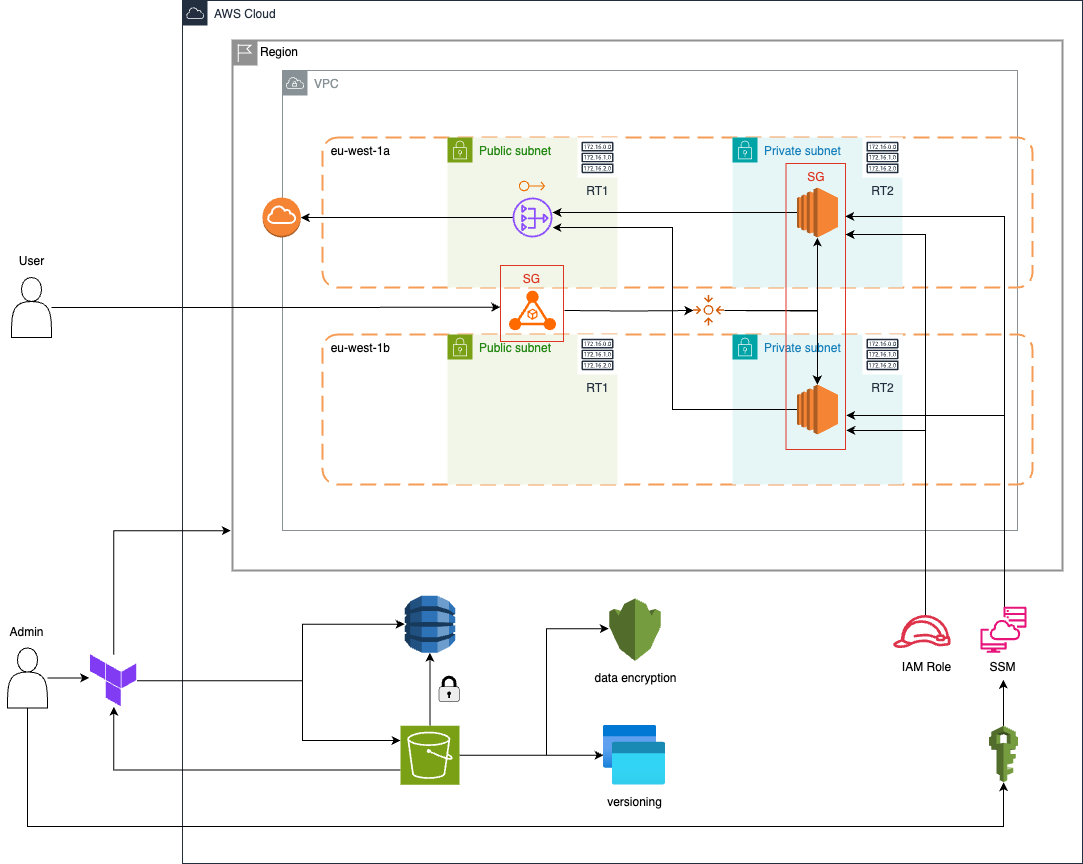 AWS Cloud
Region
VPC
eu-west-1a
Public subnet
172.16.0.0
172.16.1.0
172.16.2.0
RT1
Private subnet
172.16.0.0
172.16.1.0
172.16.2.0
RT2
SG
User
SG
eu-west-1b
Public subnet
172.16.0.0
172.16.1.0
172.16.2.0
RT1
Private subnet
172.16.0.0
172.16.1.0
172.16.2.0
RT2
Admin
data encryption
IAM Role
SSM
versioning